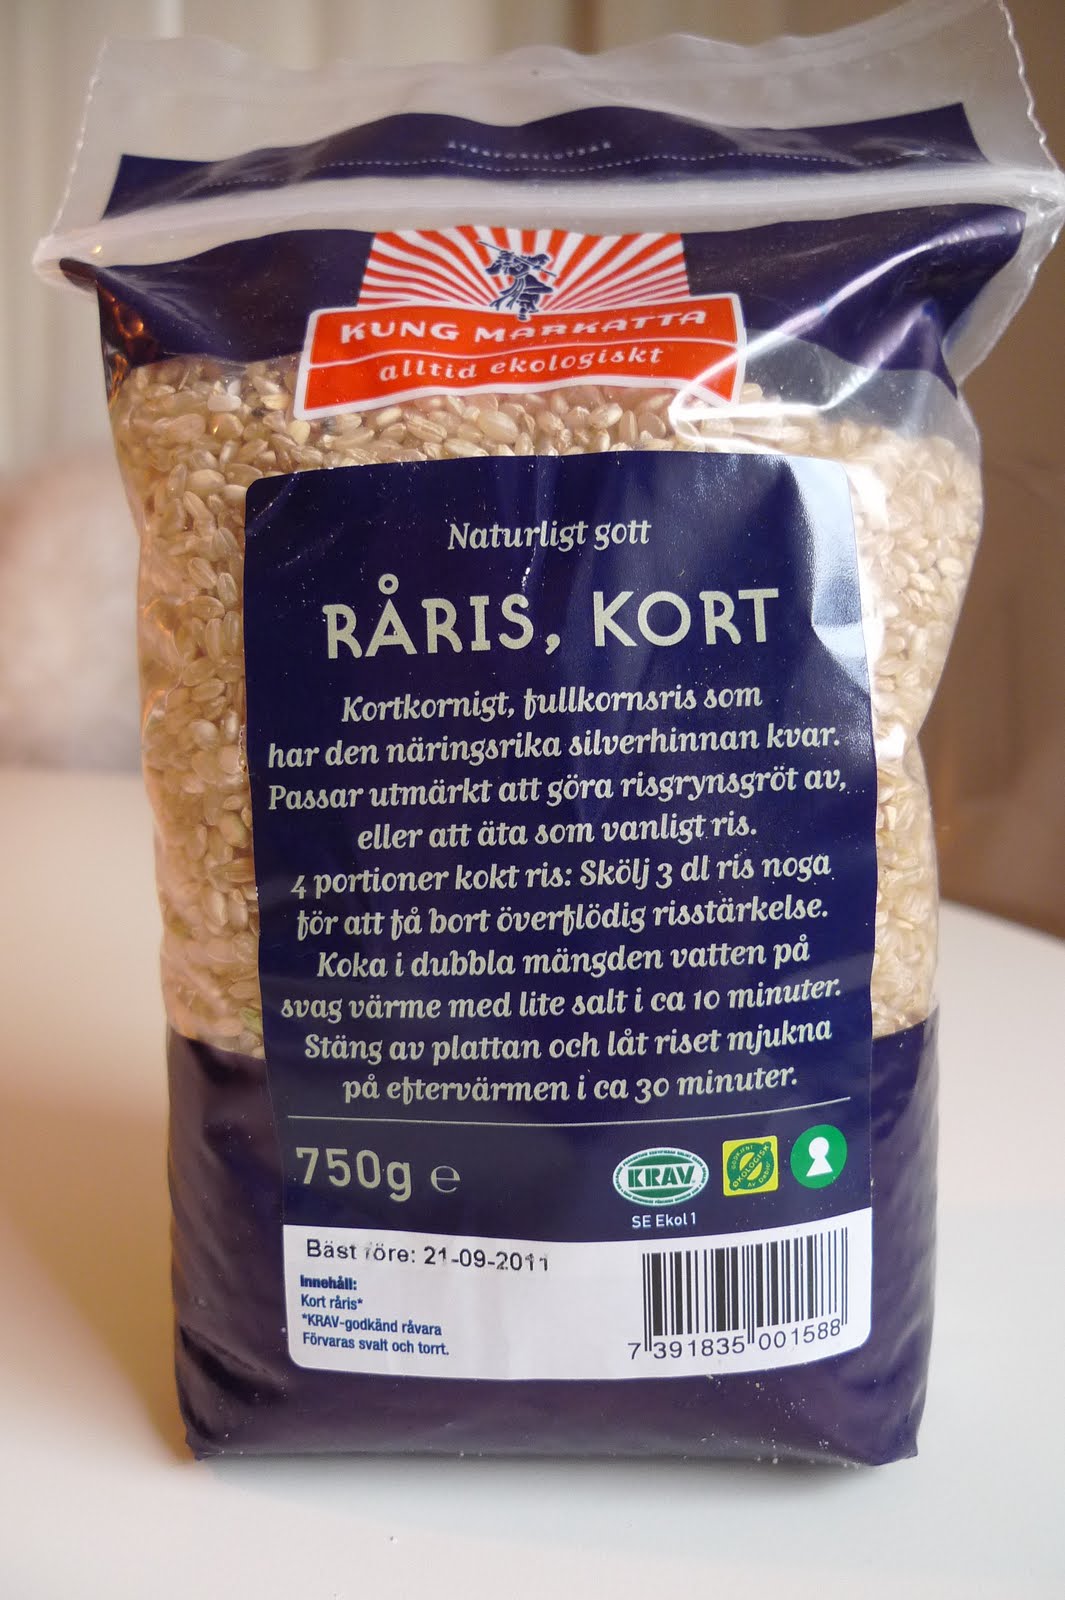 KUNG MARKATTA
alltid ekologiskt
Naturligt gott
RÅRIS, KORT
Kortkornigt, fullkornsris som
har den näringsrika silverhinnan kvar.
Passar utmärkt att göra risgrynsgröt av,
eller att äta som vanligt ris.
4 portioner kokt ris: Skölj 3 dl ris noga
för att få bort överflödig risstärkelse.
Koka i dubbla mängden vatten på
svag värme med lite salt i ca 10 minuter.
Stäng av plattan och låt riset mjukna
på eftervärmen i ca 30 minuter.
750g ℮
KRAV
ØKOLOGISK
SE Ekol 1
Bäst före: 21-09-2011
Innehåll:
Kort råris*
*KRAV-godkänd råvara
Förvaras svalt och torrt.
7 391835 001588